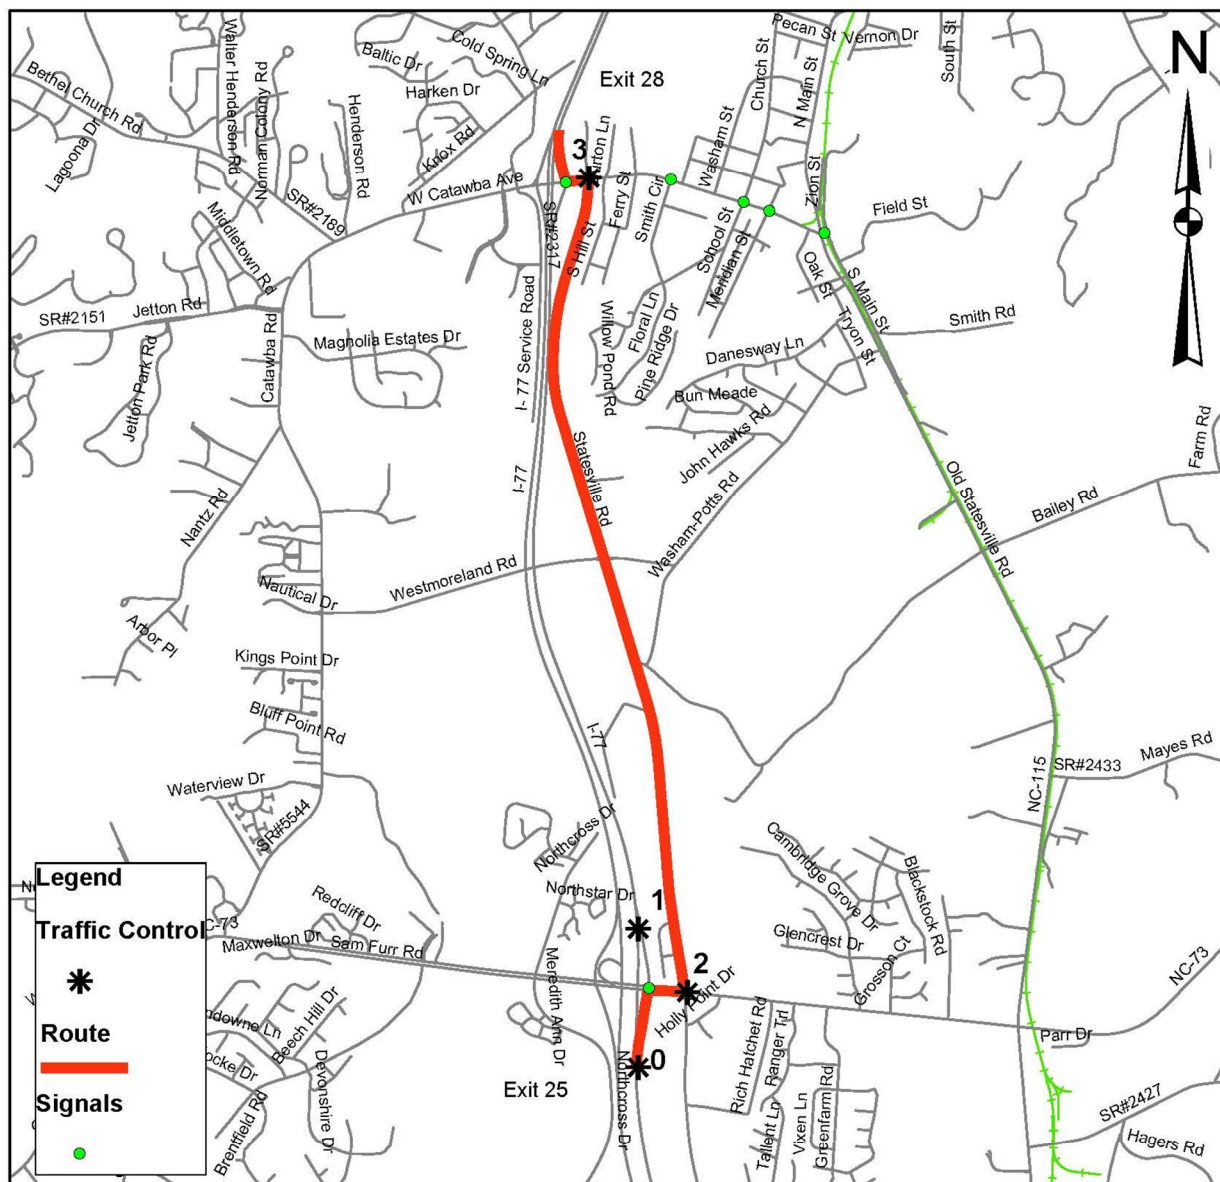 Pecan St
Vernon Dr
South St
Church St
N Main St
Walter Henderson Rd
Norman Colony Rd
Baltic Dr
Cold Spring Ln
Exit 28
N
Bethel Church Rd
Harken Dr
Henderson Rd
Knox Rd
Lagoona Dr
3
Washam St
Zion St
W Catawba Ave
SR#2189
SR#2317
Ferry St
Smith Cir
Field St
Middletown Rd
S Hill St
School St
Meridian St
Oak St
S Main St
SR#2151
Jetton Rd
Smith Rd
Tryon St
Catawba Rd
Magnolia Estates Dr
I- 77 Service Road
Willow Pond Rd
Floral Ln
Pine Ridge Dr
Danesway Ln
Jetton Park Rd
Bun Meade
John Hawks Rd
Farm Rd
Statesville Rd
I-77
Nantz Rd
Washam-Potts Rd
Old Statesville Rd
Bailey Rd
Westmoreland Rd
Nautical Dr
Arbor Pl
Kings Point Dr
Bluff Point Rd
I-77
Mayes Rd
SR#2433
NC-115
Waterview Dr
SR#5544
Northcross Dr
Cambridge Grove Dr
Blackstock Rd
Legend
Redcliff Dr
Northstar Dr
1
Traffic Control
C-73
Maxwelton Dr
Sam Furr Rd
Glencrest Dr
Grosson Ct
NC-73
2
Meredith Ann Dr
Holly Point Dr
Route
ndowne Ln
Beech Hill Dr
Rich Hatchet Rd
Ranger Trl
Parr Dr
ocke Dr
Devonshire Dr
0
Signals
Exit 25
Northcross Dr
Brentfield Rd
Taillent Ln
Vixen Ln
Greenfarm Rd
SR#2427
Hagers Rd